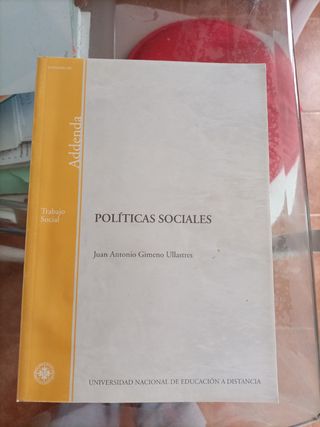 Addenda
Trabajo
Social
POLÍTICAS SOCIALES
Juan Antonio Gimeno Ullastres
UNIVERSIDAD NACIONAL DE EDUCACIÓN A DISTANCIA